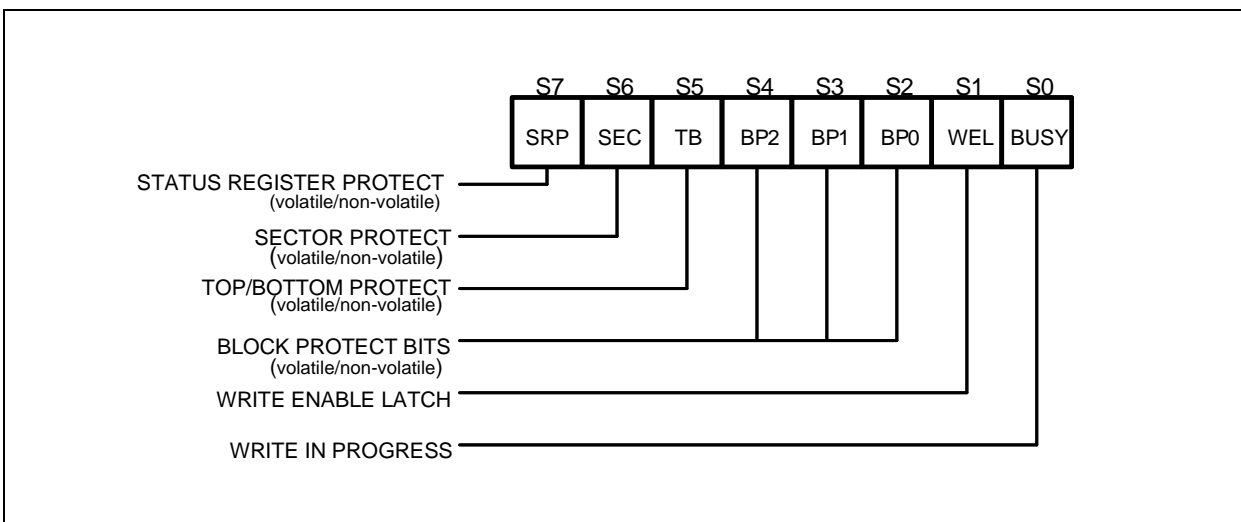 S7 S6 S5 S4 S3 S2 S1 S0
SRP SEC TB BP2 BP1 BP0 WEL BUSY
STATUS REGISTER PROTECT
(volatile/non-volatile)
SECTOR PROTECT
(volatile/non-volatile)
TOP/BOTTOM PROTECT
(volatile/non-volatile)
BLOCK PROTECT BITS
(volatile/non-volatile)
WRITE ENABLE LATCH
WRITE IN PROGRESS